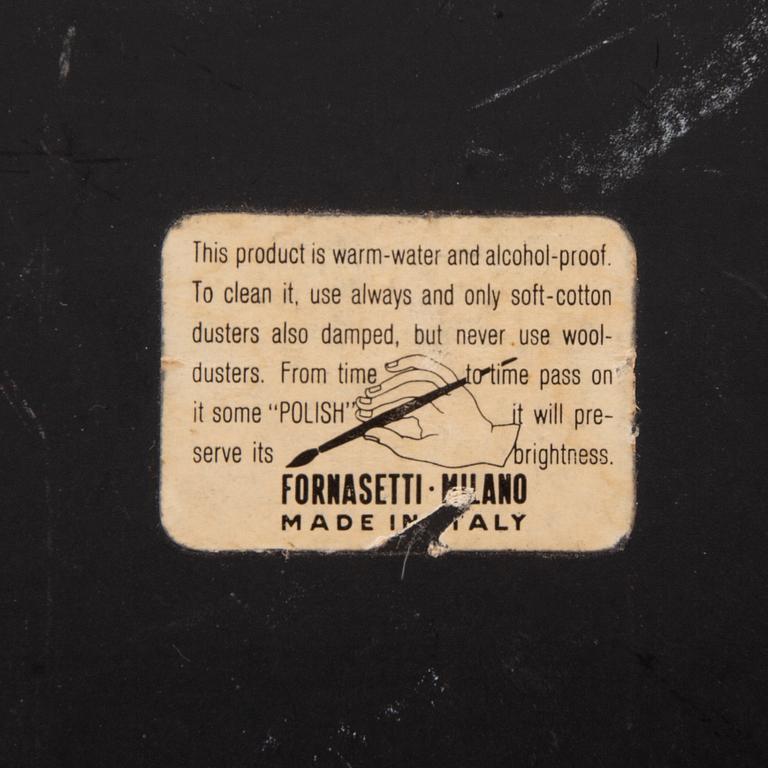 This product is warm-water and alcohol-proof.
To clean it, use always and only soft-cotton
dusters also damped, but never use wool-
dusters. From time to time pass on
it some “POLISH” it will pre-
serve its brightness.
FORNASETTI · MILANO
MADE IN ITALY